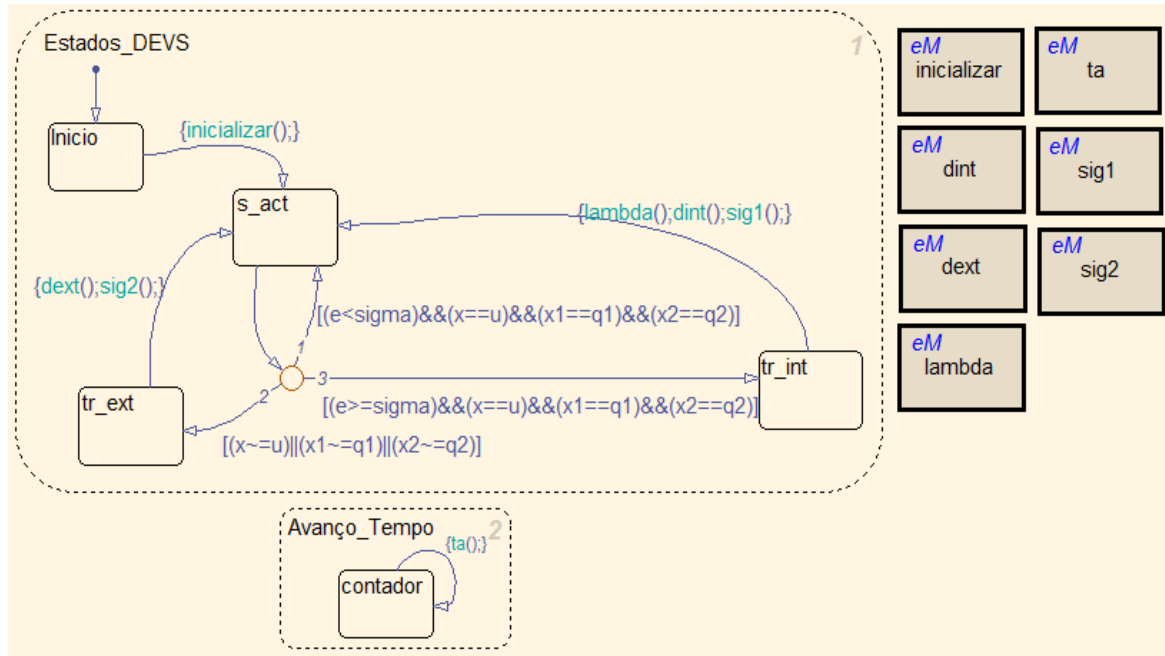 Estados_DEVS
1
Inicio
{inicializar();}
s_act
{lambda();dint();sig1();}
{dext();sig2();}
[(e<sigma)&&(x==u)&&(x1==q1)&&(x2==q2)]
1
tr_ext
2
3
tr_int
[(e>=sigma)&&(x==u)&&(x1==q1)&&(x2==q2)]
[(x~=u)||(x1~=q1)||(x2~=q2)]
Avanço_Tempo
2
{ta();}
contador
eM
inicializar
eM
ta
eM
dint
eM
sig1
eM
dext
eM
sig2
eM
lambda